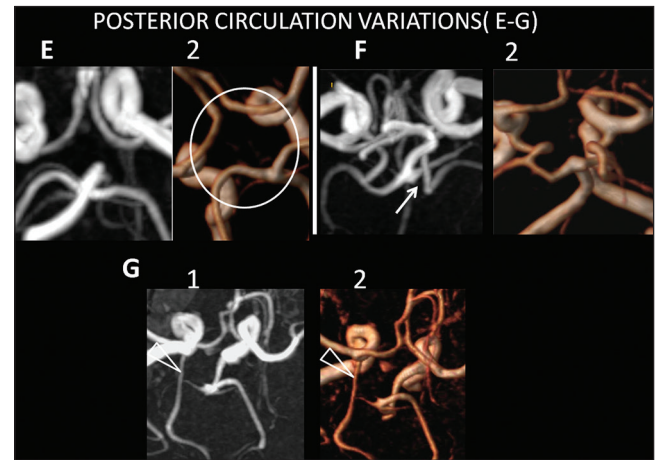 POSTERIOR CIRCULATION VARIATIONS( E-G)
E 2 F 2
G 1 2